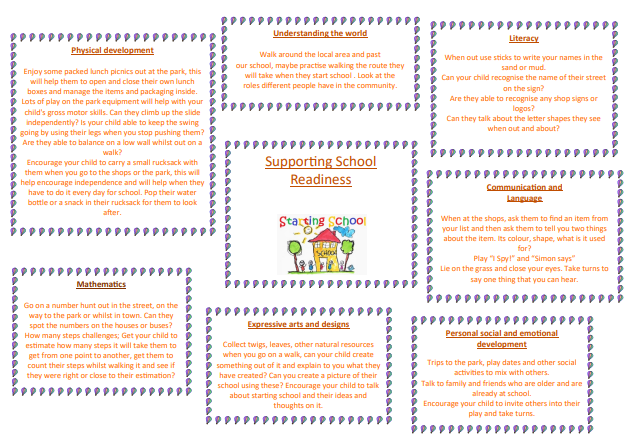 Physical development
Enjoy some packed lunch picnics out at the park, this
will help them to open and close their own lunch
boxes and manage the items and packaging inside.
Lots of play on the park equipment will help with your
child's gross motor skills. Can they climb up the slide
independently? Is your child able to keep the swing
going by using their legs when you stop pushing them?
Are they able to balance on a low wall whilst out on a
walk?
Encourage your child to carry a small rucksack with
them when you go to the shops or the park, this will
help encourage independence and will help when they
have to do it every day for school. Pop their water
bottle or a snack in their rucksack for them to look
after.
Understanding the world
Walk around the local area and past
our school, maybe practise walking the route they
will take when they start school . Look at the
roles different people have in the community.
Literacy
When out use sticks to write your names in the
sand or mud.
Can your child recognise the name of their street
on the sign?
Are they able to recognise any shop signs or
logos?
Can they talk about the letter shapes they see
when out and about?
Supporting School
Readiness
Starting School
SCHOOL
Communication and
Language
When at the shops, ask them to find an item from
your list and then ask them to tell you two things
about the item. Its colour, shape, what is it used
for?
Play "I Spy!" and "Simon says"
Lie on the grass and close your eyes. Take turns to
say one thing that you can hear.
Mathematics
Go on a number hunt out in the street, on the
way to the park or whilst in town. Can they
spot the numbers on the houses or buses?
How many steps challenges; Get your child to
estimate how many steps it will take them to
get from one point to another, get them to
count their steps whilst walking it and see if
they were right or close to their estimation?
Expressive arts and designs
Collect twigs, leaves, other natural resources
when you go on a walk, can your child create
something out of it and explain to you what they
have created? Can you create a picture of their
school using these? Encourage your child to talk
about starting school and their ideas and
thoughts on it.
Personal social and emotional
development
Trips to the park, play dates and other social
activities to mix with others.
Talk to family and friends who are older and are
already at school.
Encourage your child to invite others into their
play and take turns.